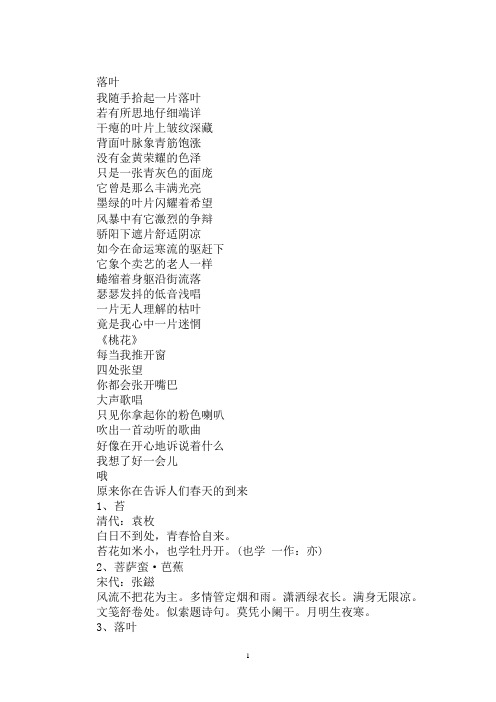 落叶
我随手拾起一片落叶
若有所思地仔细端详
干瘪的叶片上皱纹深藏
背面叶脉象青筋饱涨
没有金黄荣耀的色泽
只是一张青灰色的面庞
它曾是那么丰满光亮
墨绿的叶片闪耀着希望
风暴中有它激烈的争辩
骄阳下遮片舒适阴凉
如今在命运寒流的驱赶下
它象个卖艺的老人一样
蜷缩着身躯沿街流落
瑟瑟发抖的低音浅唱
一片无人理解的枯叶
竟是我心中一片迷惘
《桃花》
每当我推开窗
四处张望
你都会张开嘴巴
大声歌唱
只见你拿起你的粉色喇叭
吹出一首动听的歌曲
好像在开心地诉说着什么
我想了好一会儿
哦
原来你在告诉人们春天的到来
1、苔
清代：袁枚
白日不到处，青春恰自来。
苔花如米小，也学牡丹开。(也学 一作：亦)
2、菩萨蛮·芭蕉
宋代：张鎡
风流不把花为主。多情管定烟和雨。潇洒绿衣长。满身无限凉。
文笺舒卷处。似索题诗句。莫凭小阑干。月明生夜寒。
3、落叶
1